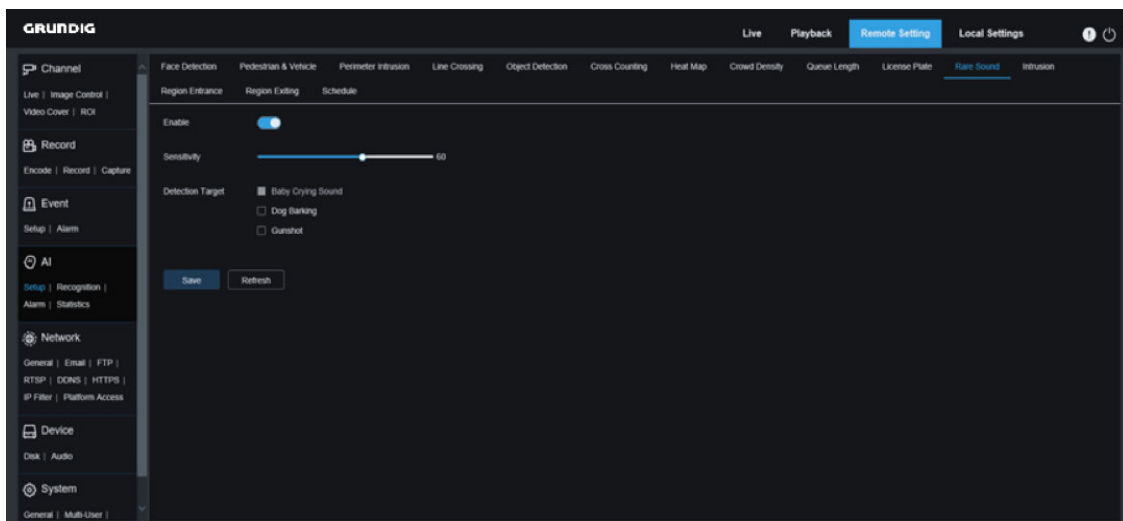 GRUNDIG
Live Playback Remote Setting Local Settings
Channel
Live | Image Control |
Video Cover | ROI
Record
Encode | Record | Capture
Event
Setup | Alarm
AI
Setup | Recognition |
Alarm | Statistics
Network
General | Email | FTP |
RTSP | DDNS | HTTPS |
IP Filter | Platform Access
Device
Disk | Audio
System
General | Multi-User |
Face Detection Pedestrian & Vehicle Perimeter Intrusion Line Crossing Object Detection Cross Counting Heat Map Crowd Density Queue Length License Plate Rare Sound Intrusion
Region Entrance Region Exiting Schedule
Enable
Sensitivity 60
Detection Target Baby Crying Sound
Dog Barking
Gunshot
Save Refresh